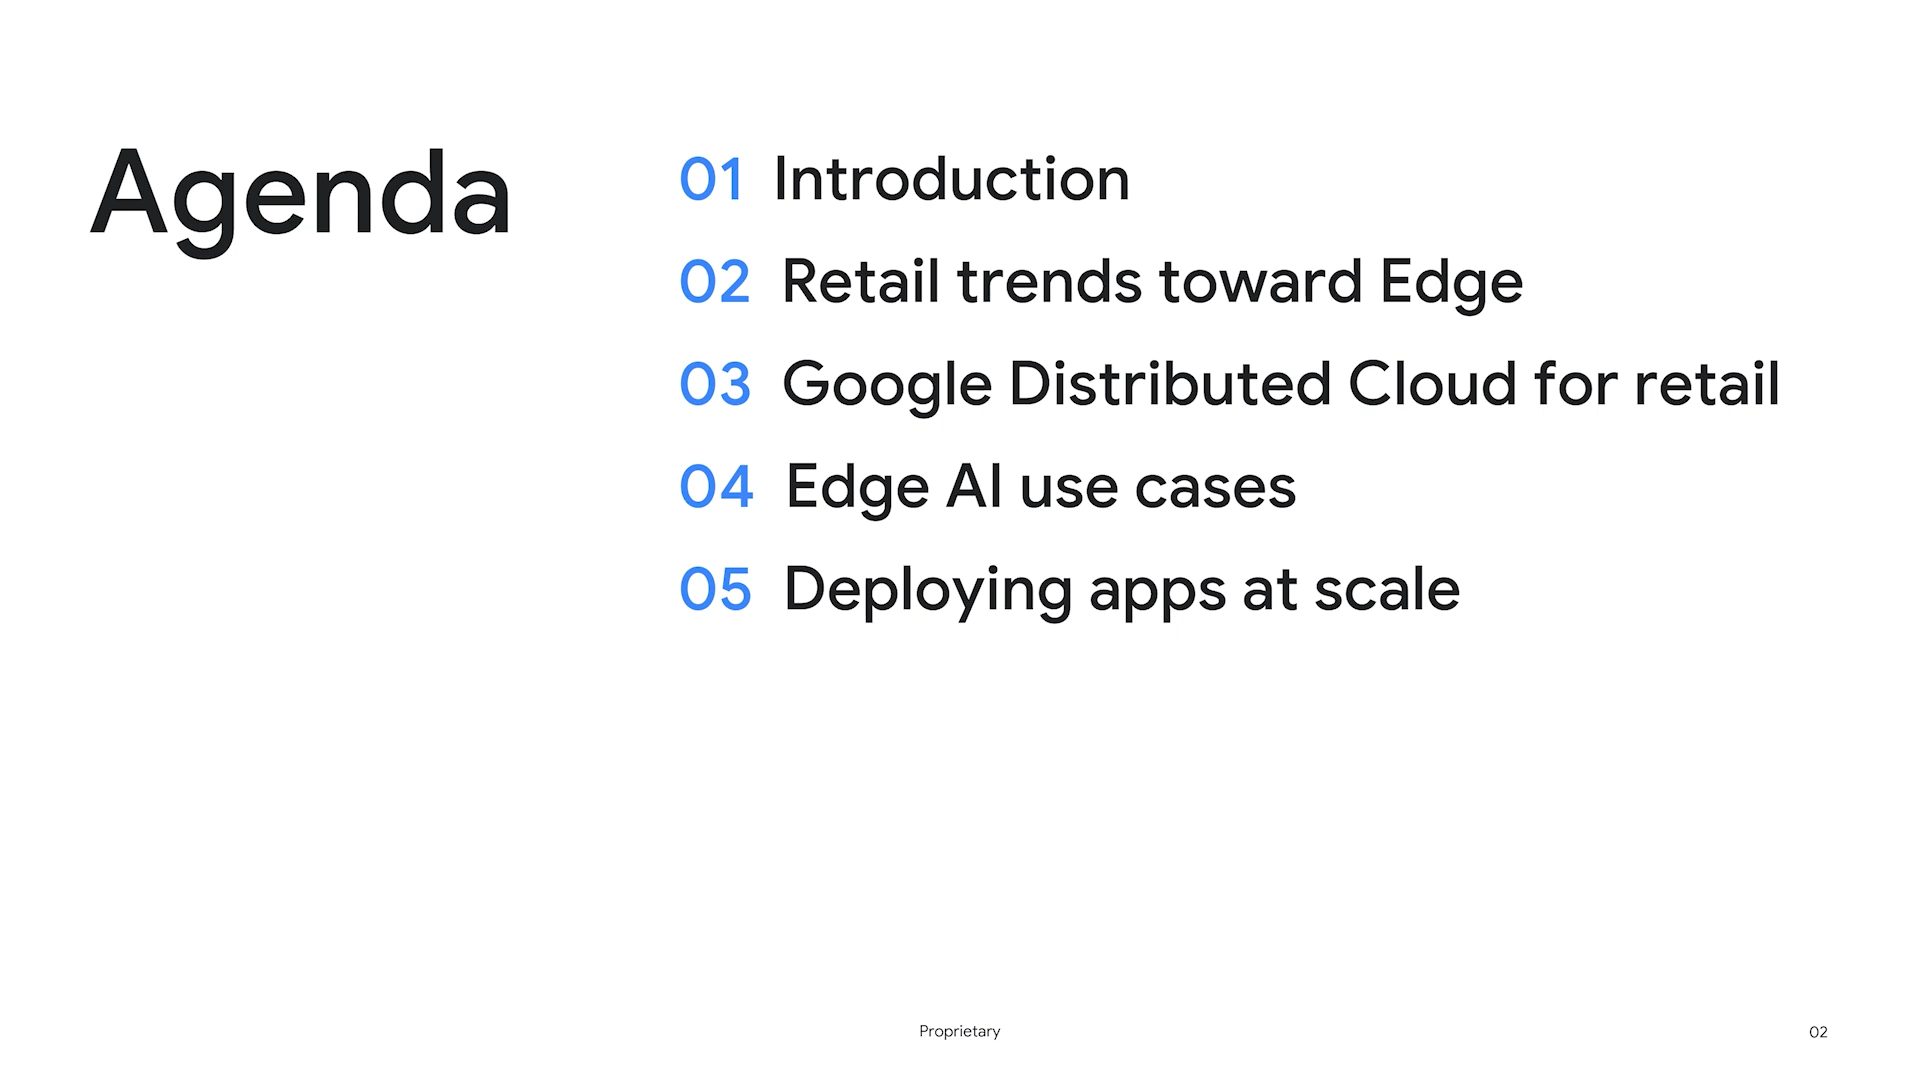 Agenda
01 Introduction
02 Retail trends toward Edge
03 Google Distributed Cloud for retail
04 Edge AI use cases
05 Deploying apps at scale
Proprietary
02